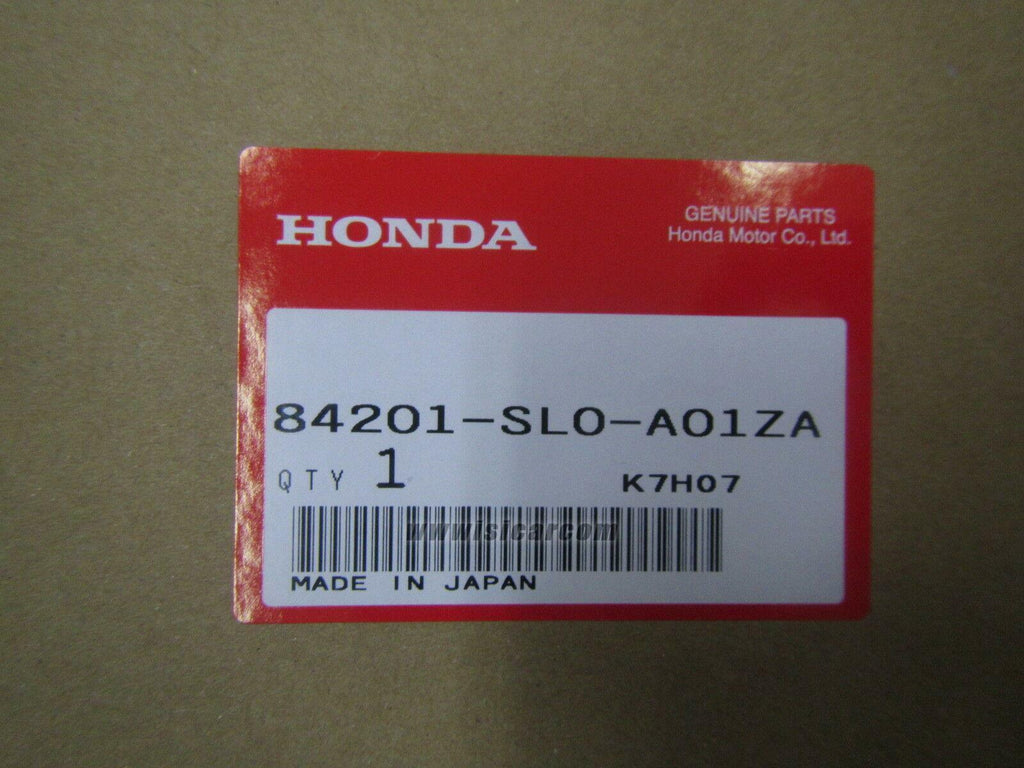 HONDA
GENUINE PARTS
Honda Motor Co., Ltd.
84201-SL0-A01ZA
QTY 1
K7H07
www.isicar.com
MADE IN JAPAN